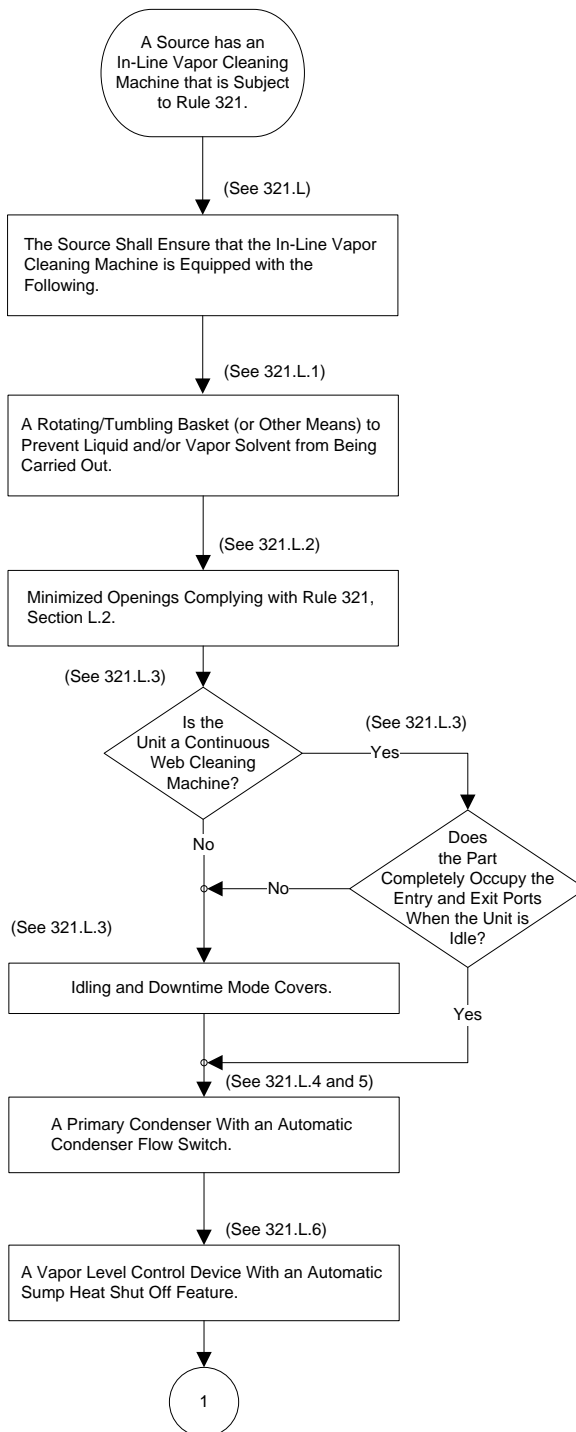 A Source has an
In-Line Vapor Cleaning
Machine that is Subject
to Rule 321.
(See 321.L)
The Source Shall Ensure that the In-Line Vapor
Cleaning Machine is Equipped with the
Following.
(See 321.L.1)
A Rotating/Tumbling Basket (or Other Means) to
Prevent Liquid and/or Vapor Solvent from Being
Carried Out.
(See 321.L.2)
Minimized Openings Complying with Rule 321,
Section L.2.
(See 321.L.3)
Is the
Unit a Continuous
Web Cleaning
Machine?
(See 321.L.3)
Yes
No
Does
the Part
Completely Occupy the
Entry and Exit Ports
When the Unit is
Idle?
No
Yes
(See 321.L.3)
Idling and Downtime Mode Covers.
(See 321.L.4 and 5)
A Primary Condenser With an Automatic
Condenser Flow Switch.
(See 321.L.6)
A Vapor Level Control Device With an Automatic
Sump Heat Shut Off Feature.
1